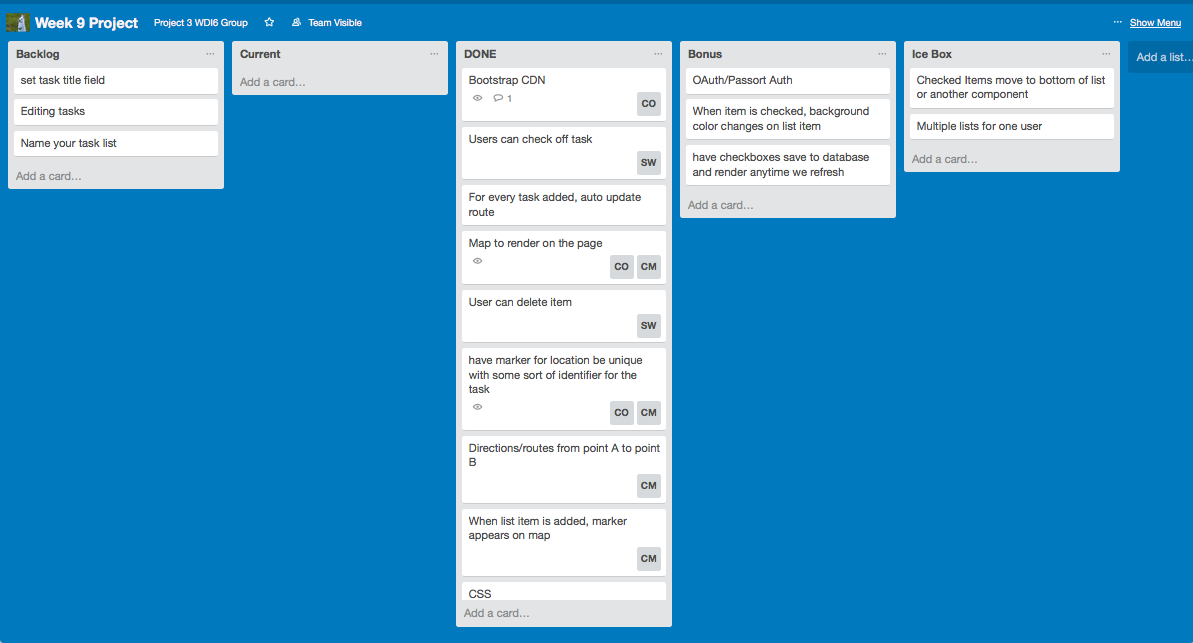 Week 9 Project
Project 3 WDI6 Group
Team Visible
Show Menu
Backlog
set task title field
Editing tasks
Name your task list
Add a card...
Current
Add a card...
DONE
Bootstrap CDN
1
CO
Users can check off task
SW
For every task added, auto update
route
Map to render on the page
CO CM
User can delete item
SW
have marker for location be unique
with some sort of identifier for the
task
CO CM
Directions/routes from point A to point
B
CM
When list item is added, marker
appears on map
CM
CSS
Add a card...
Bonus
OAuth/Passort Auth
When item is checked, background
color changes on list item
have checkboxes save to database
and render anytime we refresh
Add a card...
Ice Box
Checked Items move to bottom of list
or another component
Multiple lists for one user
Add a card...
Add a list...